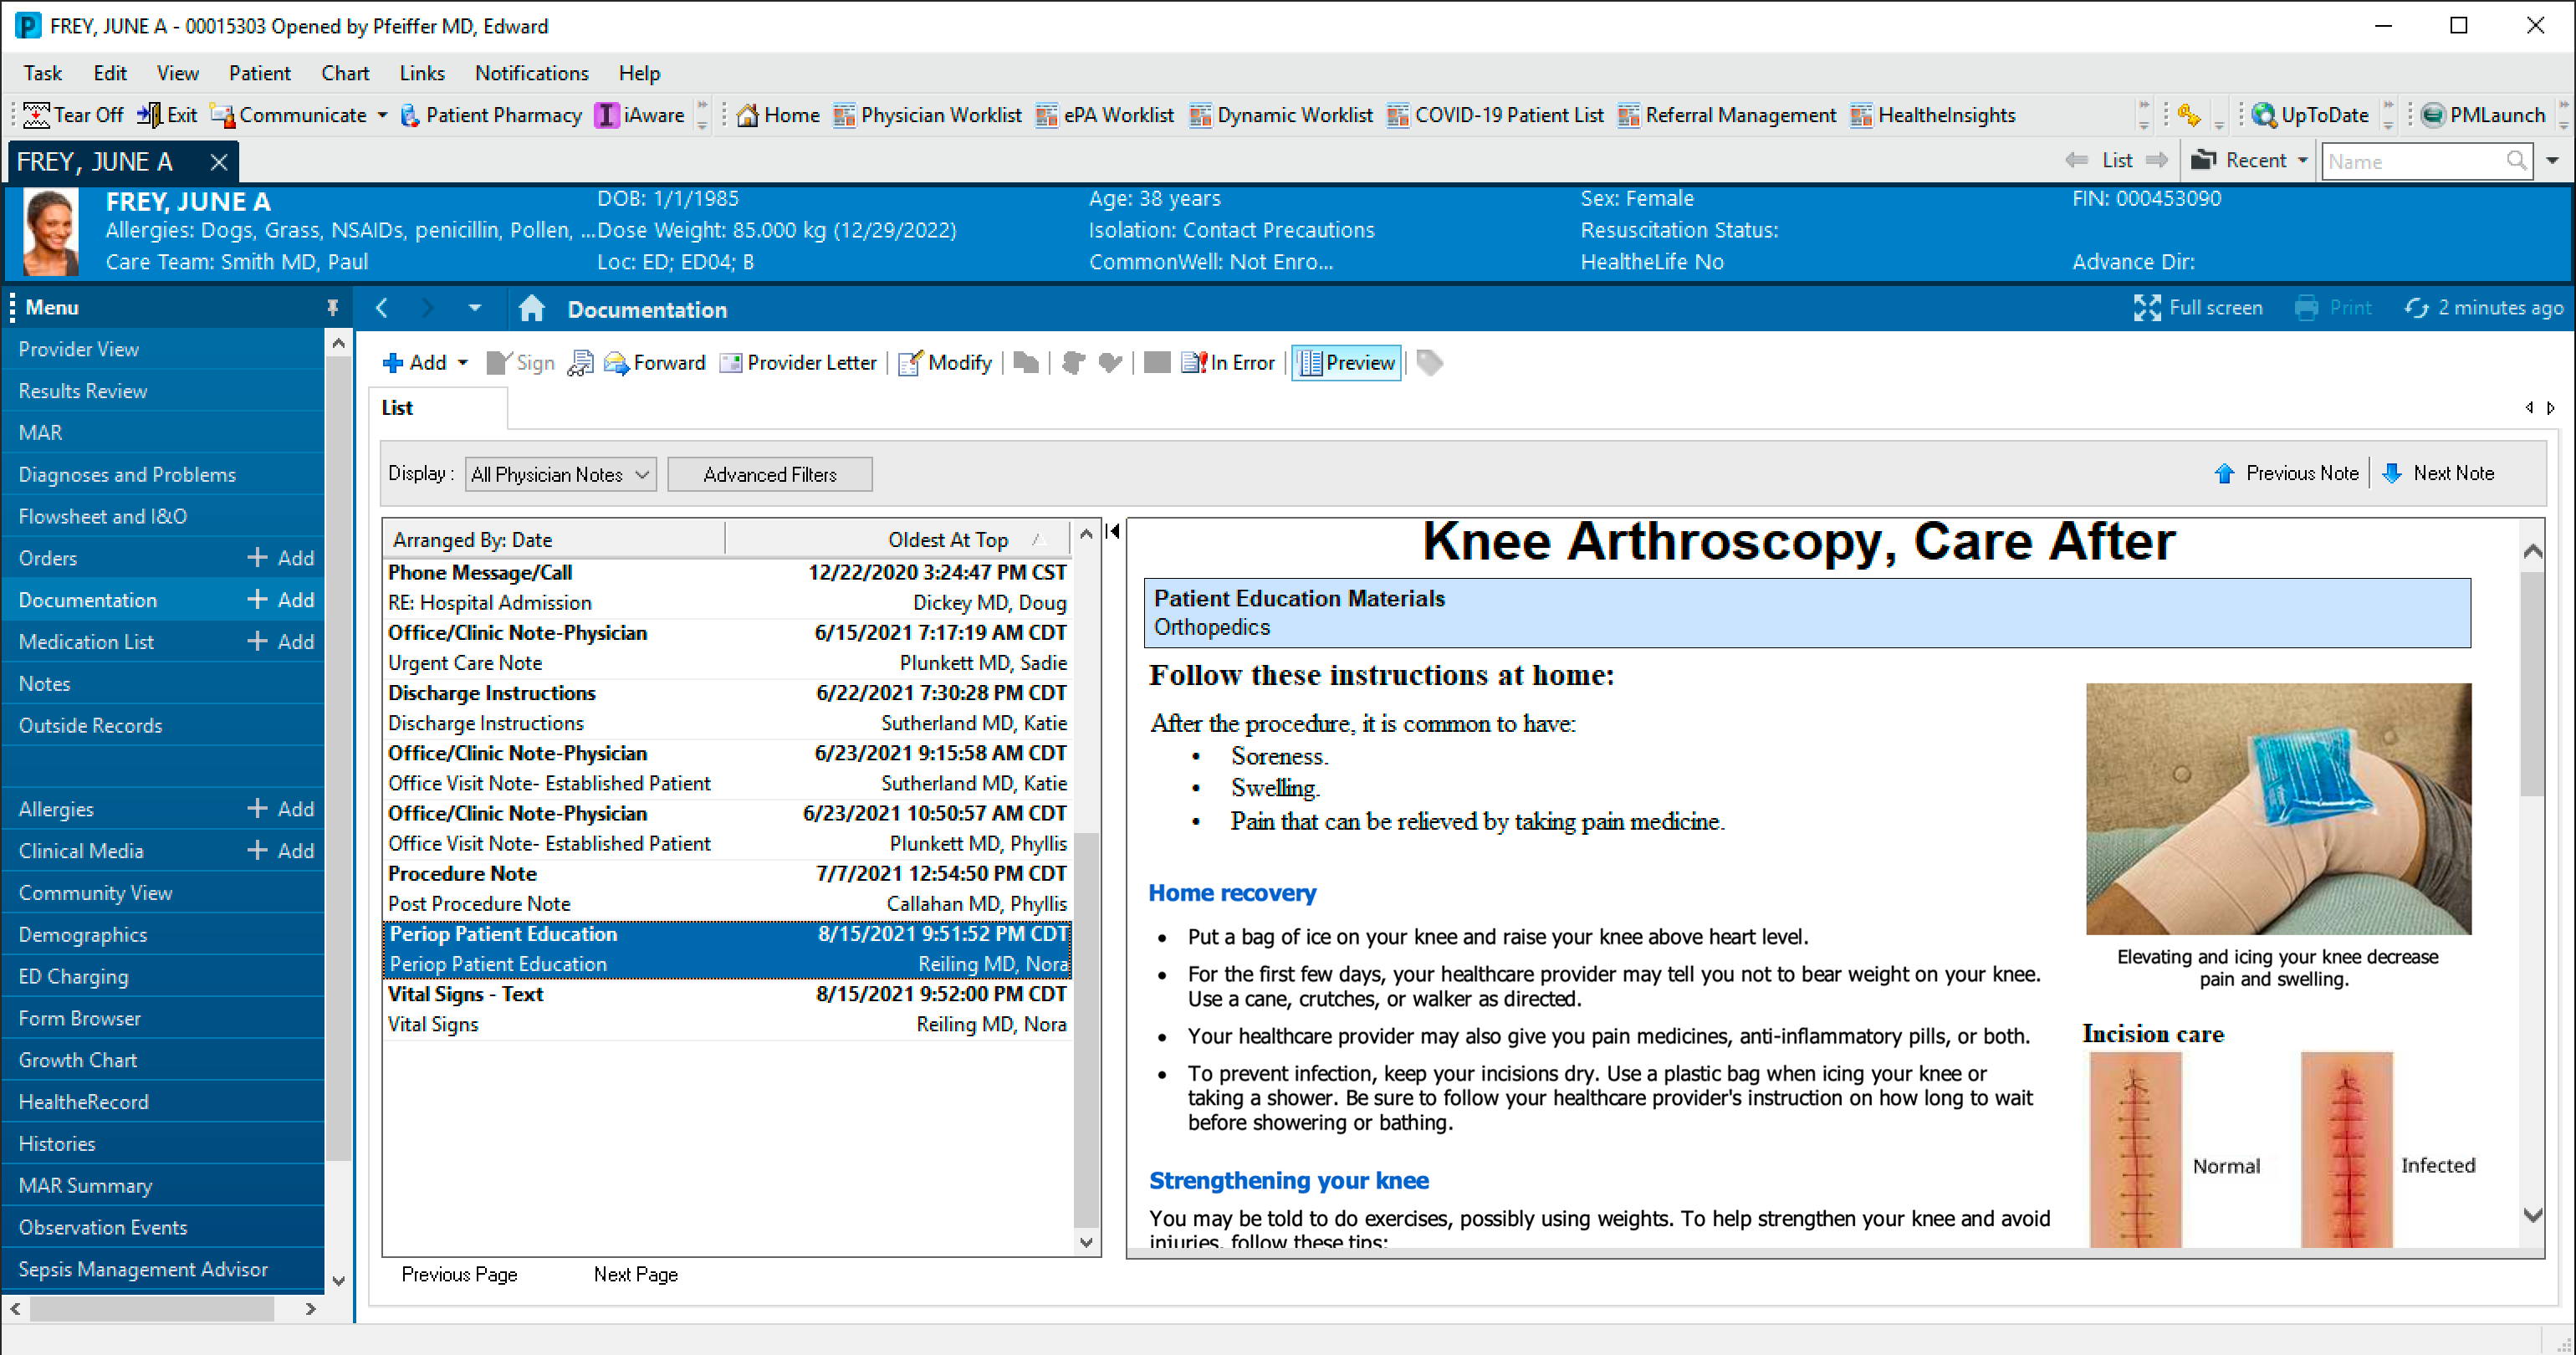 FREY, JUNE A - 00015303 Opened by Pfeiffer MD, Edward
Task Edit View Patient Chart Links Notifications Help
Tear Off Exit Communicate Patient Pharmacy iAware Home Physician Worklist ePA Worklist Dynamic Worklist COVID-19 Patient List Referral Management HealtheInsights UpToDate PMLaunch
FREY, JUNE A List Recent Name
FREY, JUNE A DOB: 1/1/1985 Age: 38 years Sex: Female FIN: 000453090
Allergies: Dogs, Grass, NSAIDs, penicillin, Pollen, ... Dose Weight: 85.000 kg (12/29/2022) Isolation: Contact Precautions Resuscitation Status:
Care Team: Smith MD, Paul Loc: ED; ED04; B CommonWell: Not Enro... HealtheLife No Advance Dir:
Menu
Provider View
Results Review
MAR
Diagnoses and Problems
Flowsheet and I&O
Orders + Add
Documentation + Add
Medication List + Add
Notes
Outside Records
Allergies + Add
Clinical Media + Add
Community View
Demographics
ED Charging
Form Browser
Growth Chart
HealtheRecord
Histories
MAR Summary
Observation Events
Sepsis Management Advisor
Documentation Full screen Print 2 minutes ago
Add Sign Forward Provider Letter Modify In Error Preview
List
Display : All Physician Notes Advanced Filters Previous Note Next Note
Arranged By: Date Oldest At Top
Phone Message/Call 12/22/2020 3:24:47 PM CST
RE: Hospital Admission Dickey MD, Doug
Office/Clinic Note-Physician 6/15/2021 7:17:19 AM CDT
Urgent Care Note Plunkett MD, Sadie
Discharge Instructions 6/22/2021 7:30:28 PM CDT
Discharge Instructions Sutherland MD, Katie
Office/Clinic Note-Physician 6/23/2021 9:15:58 AM CDT
Office Visit Note- Established Patient Sutherland MD, Katie
Office/Clinic Note-Physician 6/23/2021 10:50:57 AM CDT
Office Visit Note- Established Patient Plunkett MD, Phyllis
Procedure Note 7/7/2021 12:54:50 PM CDT
Post Procedure Note Callahan MD, Phyllis
Periop Patient Education 8/15/2021 9:51:52 PM CDT
Periop Patient Education Reiling MD, Nora
Vital Signs - Text 8/15/2021 9:52:00 PM CDT
Vital Signs Reiling MD, Nora
Previous Page Next Page
Knee Arthroscopy, Care After
Patient Education Materials
Orthopedics
Follow these instructions at home:
After the procedure, it is common to have:
• Soreness.
• Swelling.
• Pain that can be relieved by taking pain medicine.
Home recovery
• Put a bag of ice on your knee and raise your knee above heart level.
• For the first few days, your healthcare provider may tell you not to bear weight on your knee.
Use a cane, crutches, or walker as directed.
• Your healthcare provider may also give you pain medicines, anti-inflammatory pills, or both.
• To prevent infection, keep your incisions dry. Use a plastic bag when icing your knee or
taking a shower. Be sure to follow your healthcare provider's instruction on how long to wait
before showering or bathing.
Strengthening your knee
You may be told to do exercises, possibly using weights. To help strengthen your knee and avoid
injuries, follow these tips:
Elevating and icing your knee decrease
pain and swelling.
Incision care
Normal Infected